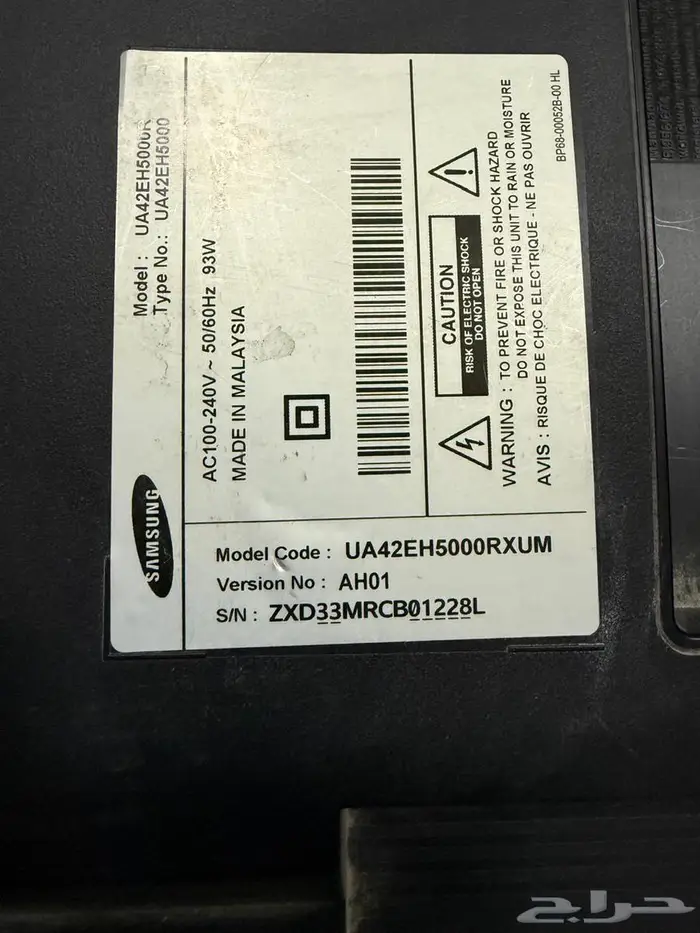 SAMSUNG
Model : UA42EH5000R
Type No.: UA42EH5000
AC100-240V ~ 50/60Hz 93W
MADE IN MALAYSIA
CAUTION
RISK OF ELECTRIC SHOCK
DO NOT OPEN
WARNING : TO PREVENT FIRE OR SHOCK HAZARD
DO NOT EXPOSE THIS UNIT TO RAIN OR MOISTURE
AVIS : RISQUE DE CHOC ELECTRIQUE - NE PAS OUVRIR
BP68-00052B-00 HL
Model Code : UA42EH5000RXUM
Version No : AH01
S/N : ZXD33MRCB01228L
حراج